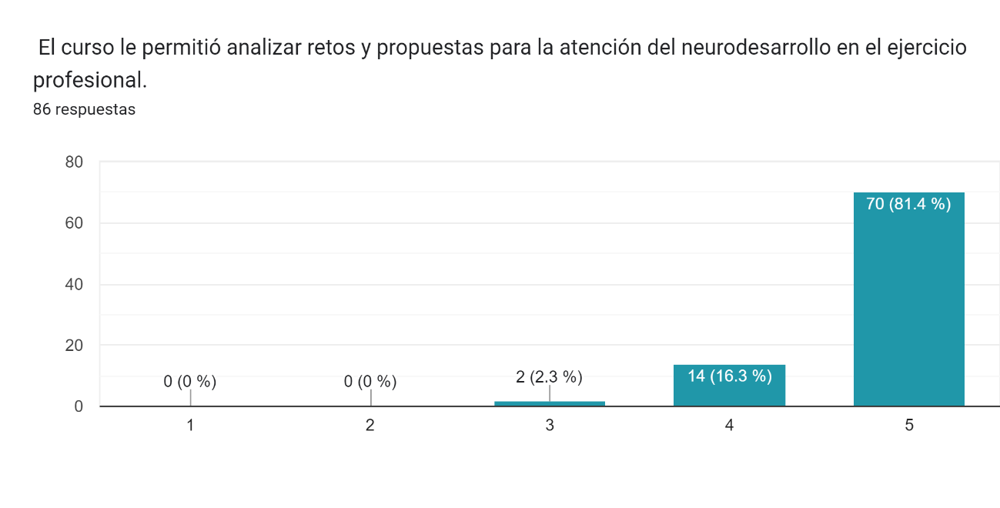 El curso le permitió analizar retos y propuestas para la atención del neurodesarrollo en el ejercicio
profesional.
86 respuestas
80
60
40
20
0
0 (0 %)
0 (0 %)
2 (2.3 %)
14 (16.3 %)
70 (81.4 %)
1
2
3
4
5